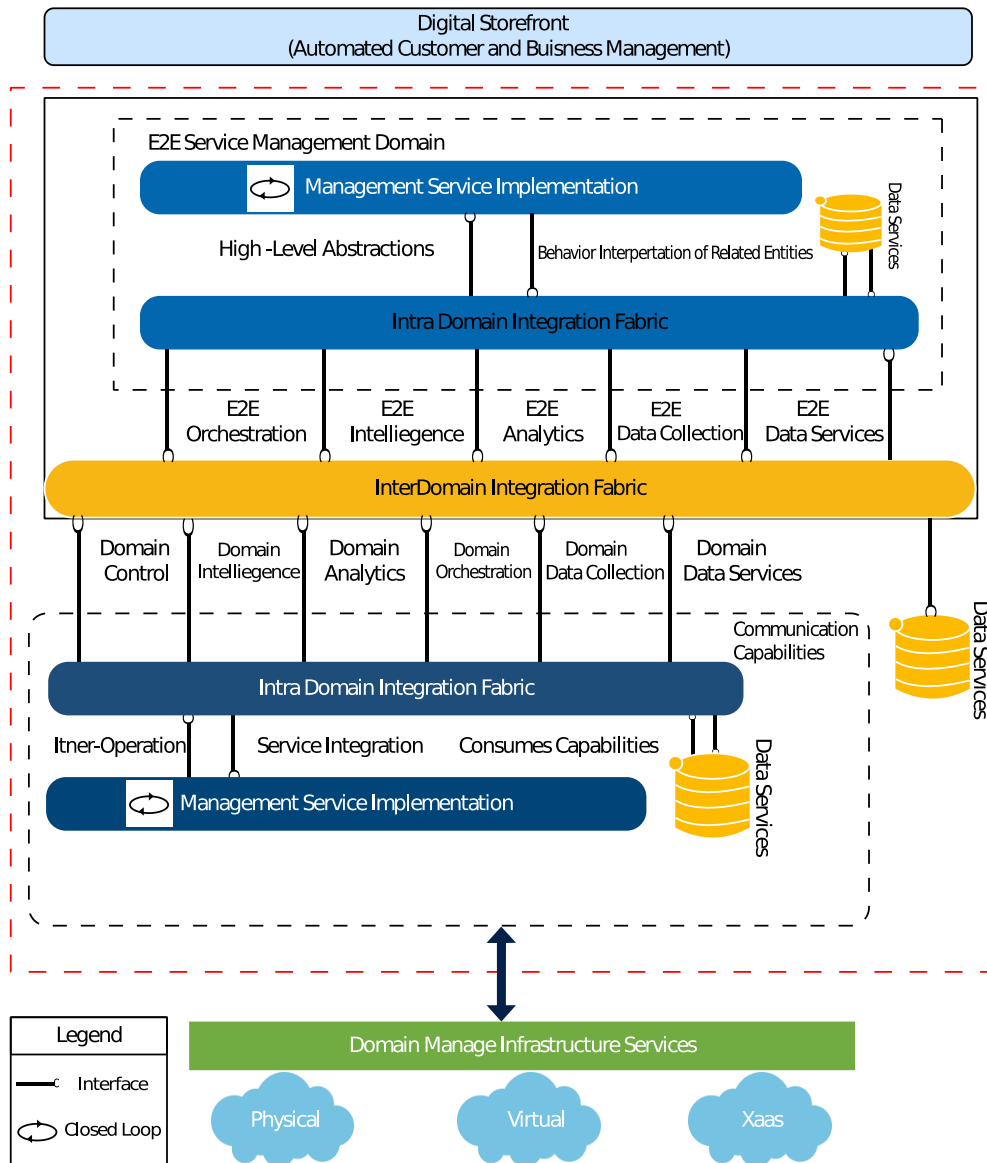 Digital Storefront
(Automated Customer and Buisness Management)
E2E Service Management Domain
Management Service Implementation
Data Services
High -Level Abstractions
Behavior Interpertation of Related Entities
Intra Domain Integration Fabric
E2E
Orchestration
E2E
Intelliegence
E2E
Analytics
E2E
Data Collection
E2E
Data Services
InterDomain Integration Fabric
Domain
Control
Domain
Intelliegence
Domain
Analytics
Domain
Orchestration
Domain
Data Collection
Domain
Data Services
Data Services
Communication
Capabilities
Intra Domain Integration Fabric
Itner-Operation
Service Integration
Consumes Capabilities
Data Services
Management Service Implementation
Legend
Interface
Closed Loop
Domain Manage Infrastructure Services
Physical
Virtual
Xaas